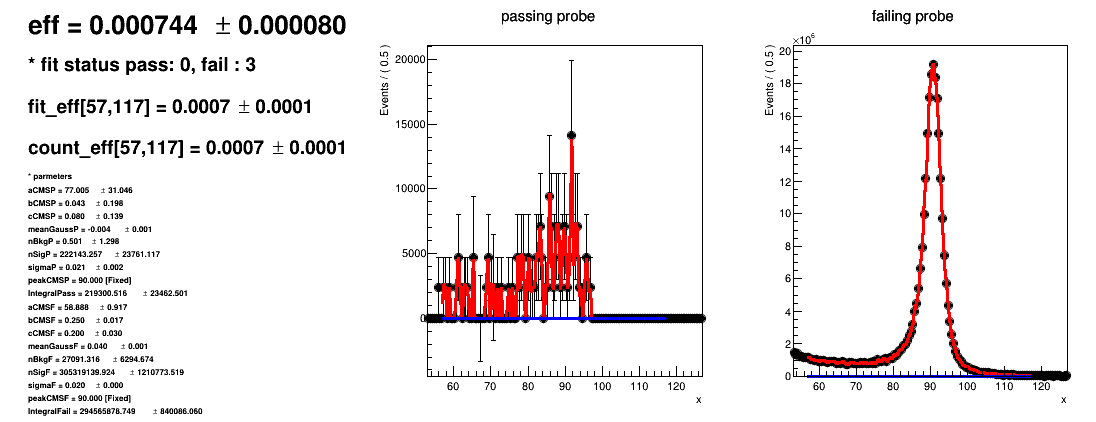 eff = 0.000744 ± 0.000080
* fit status pass: 0, fail : 3
fit_eff[57,117] = 0.0007 ± 0.0001
count_eff[57,117] = 0.0007 ± 0.0001
* parmeters
aCMSP = 77.005 ± 31.046
bCMSP = 0.043 ± 0.198
cCMSP = 0.080 ± 0.139
meanGaussP = -0.004 ± 0.001
nBkgP = 0.501 ± 1.298
nSigP = 222143.257 ± 23761.117
sigmaP = 0.021 ± 0.002
peakCMSP = 90.000 [Fixed]
IntegralPass = 219300.516 ± 23462.501
aCMSF = 58.888 ± 0.917
bCMSF = 0.250 ± 0.017
cCMSF = 0.200 ± 0.030
meanGaussF = 0.040 ± 0.001
nBkgF = 27091.316 ± 6294.674
nSigF = 305319139.924 ± 1210773.519
sigmaF = 0.020 ± 0.000
peakCMSF = 90.000 [Fixed]
IntegralFail = 294565878.749 ± 840086.060
passing probe
Events / ( 0.5 )
20000
15000
10000
5000
0
60 70 80 90 100 110 120
x
failing probe
×10⁶
Events / ( 0.5 )
20
18
16
14
12
10
8
6
4
2
0
60 70 80 90 100 110 120
x